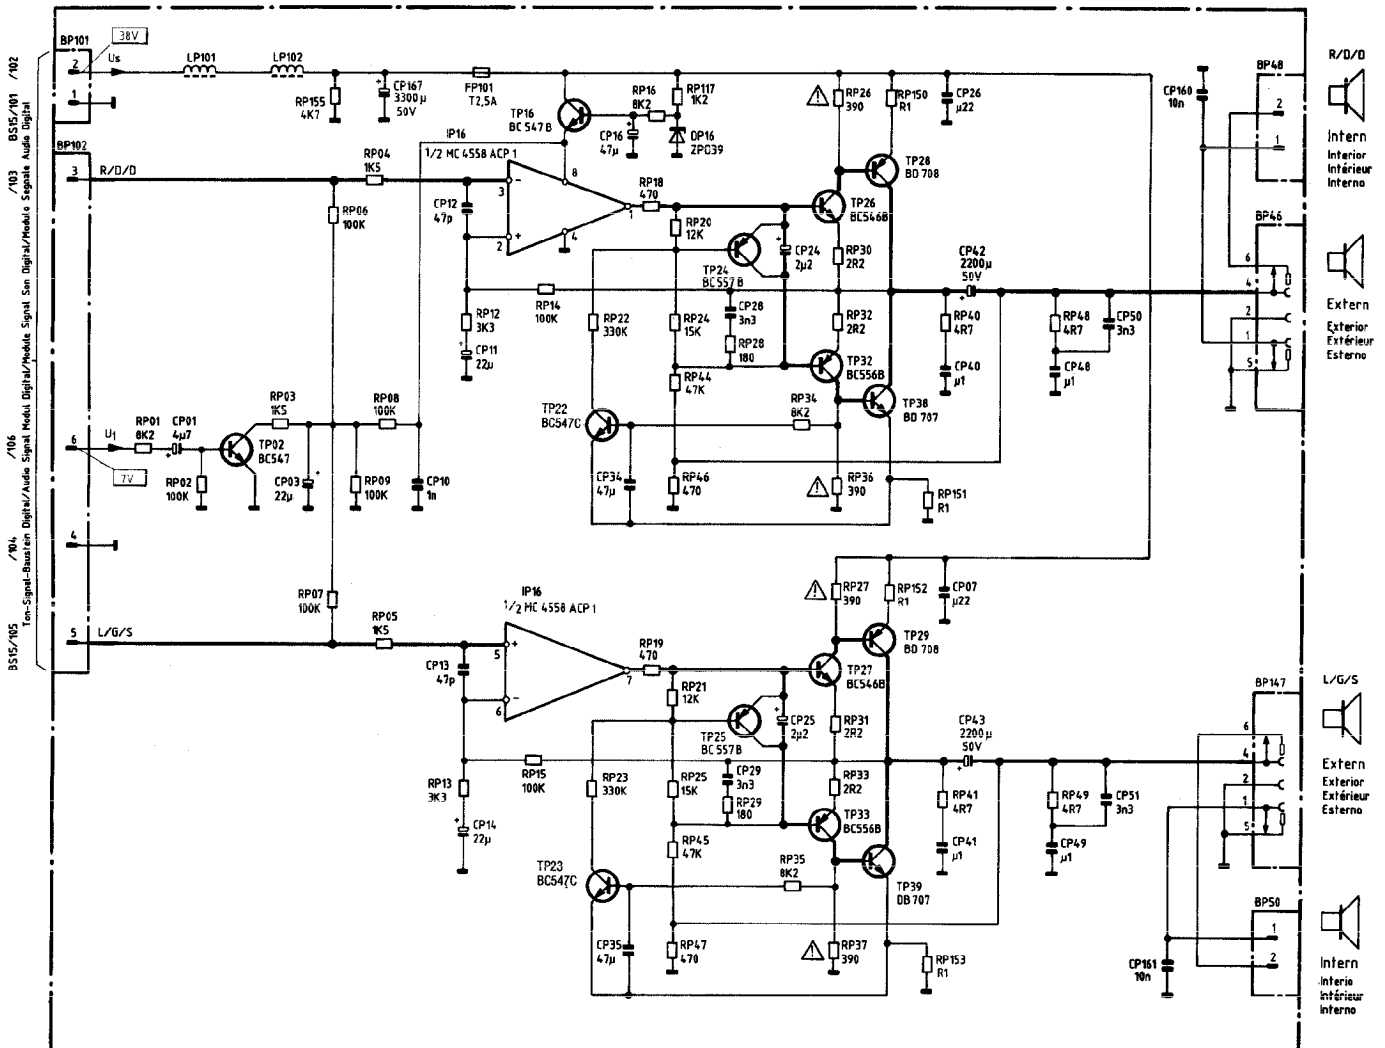 38V
BP101
2
Us
LP101
LP102
1
RP155
4K7
CP167
3300µ
50V
FP101
T2,5A
TP16
BC 547 B
RP16
8K2
RP117
1K2
CP16
47µ
DP16
ZPD39
RP26
390
RP150
R1
CP26
µ22
CP160
10n
BP48
2
1
R/D/D
Intern
Interior
Intérieur
Interno
BS15/101 /102
/103
/106
/104
BS15/105
Ton-Signal-Baustein Digital/Audio Signal Modul Digital/Module Signal Son Digital/Modulo Segnale Audio Digital
BP102
3
R/D/D
RP04
1K5
IP16
1/2 MC 4558 ACP 1
8
3
−
+
2
4
1
CP12
47p
RP06
100K
RP18
470
RP20
12K
TP24
BC 557 B
CP24
2µ2
TP26
BC546B
TP28
BD 708
RP30
2R2
RP12
3K3
CP11
22µ
RP14
100K
RP22
330K
RP24
15K
CP28
3n3
RP28
180
RP32
2R2
TP32
BC556B
RP44
47K
CP42
2200µ
50V
RP40
4R7
CP40
µ1
RP48
4R7
CP48
µ1
CP50
3n3
BP46
6
4
2
1
5
Extern
Exterior
Extérieur
Esterno
6
U1
7V
RP01
8K2
CP01
4µ7
RP02
100K
TP02
BC547
RP03
1K5
CP03
22µ
RP08
100K
RP09
100K
CP10
1n
TP22
BC547C
RP34
8K2
TP38
BD 707
CP34
47µ
RP46
470
RP36
390
RP151
R1
4
RP07
100K
5
L/G/S
RP05
1K5
IP16
1/2 MC 4558 ACP 1
5
+
−
6
7
CP13
47p
RP19
470
RP21
12K
TP25
BC 557 B
CP25
2µ2
RP27
390
RP152
R1
CP07
µ22
TP29
BD 708
TP27
BC546B
RP31
2R2
RP13
3K3
CP14
22µ
RP15
100K
RP23
330K
RP25
15K
CP29
3n3
RP29
180
RP33
2R2
TP33
BC556B
RP45
47K
CP43
2200µ
50V
RP41
4R7
CP41
µ1
RP49
4R7
CP49
µ1
CP51
3n3
BP147
6
4
2
1
5
L/G/S
Extern
Exterior
Extérieur
Esterno
TP23
BC547C
RP35
8K2
TP39
DB 707
CP35
47µ
RP47
470
RP37
390
RP153
R1
CP161
10n
BP50
1
2
Intern
Interio
Intérieur
Interno